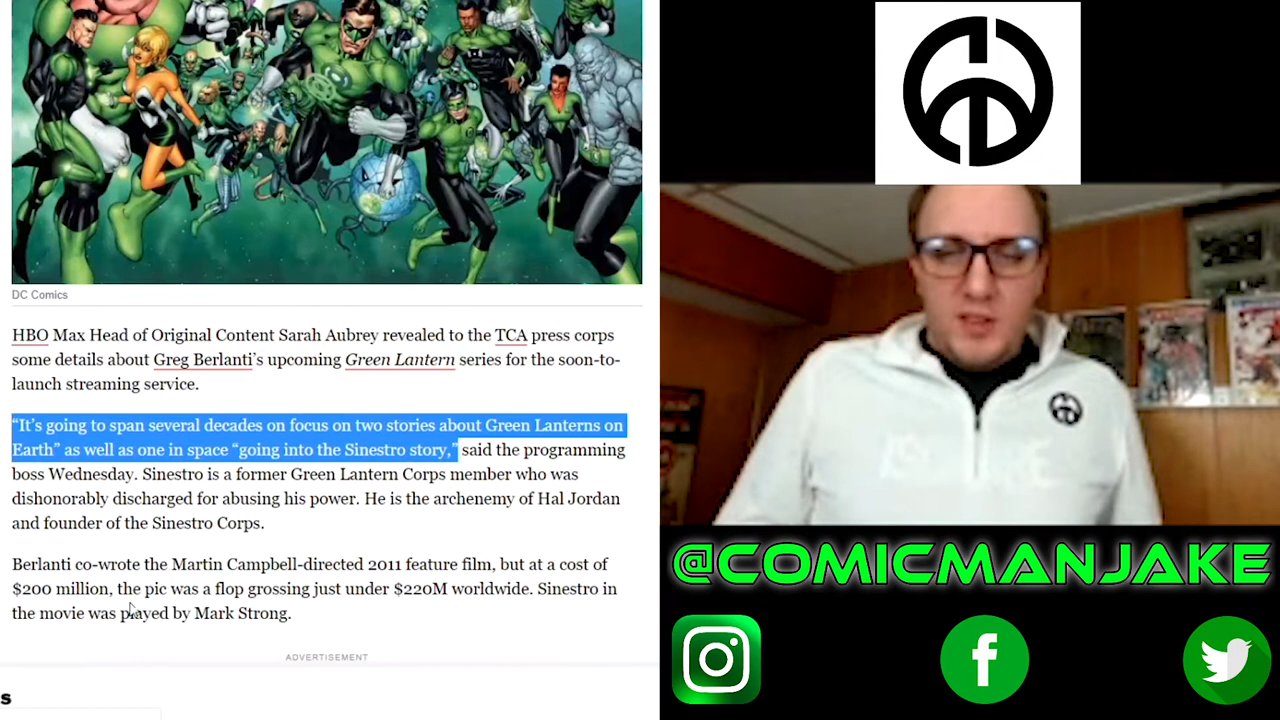 DC Comics
HBO Max Head of Original Content Sarah Aubrey revealed to the TCA press corps
some details about Greg Berlanti's upcoming Green Lantern series for the soon-to-
launch streaming service.
“It's going to span several decades on focus on two stories about Green Lanterns on
Earth” as well as one in space “going into the Sinestro story,” said the programming
boss Wednesday. Sinestro is a former Green Lantern Corps member who was
dishonorably discharged for abusing his power. He is the archenemy of Hal Jordan
and founder of the Sinestro Corps.
Berlanti co-wrote the Martin Campbell-directed 2011 feature film, but at a cost of
$200 million, the pic was a flop grossing just under $220M worldwide. Sinestro in
the movie was played by Mark Strong.
ADVERTISEMENT
s
@COMICMANJAKE